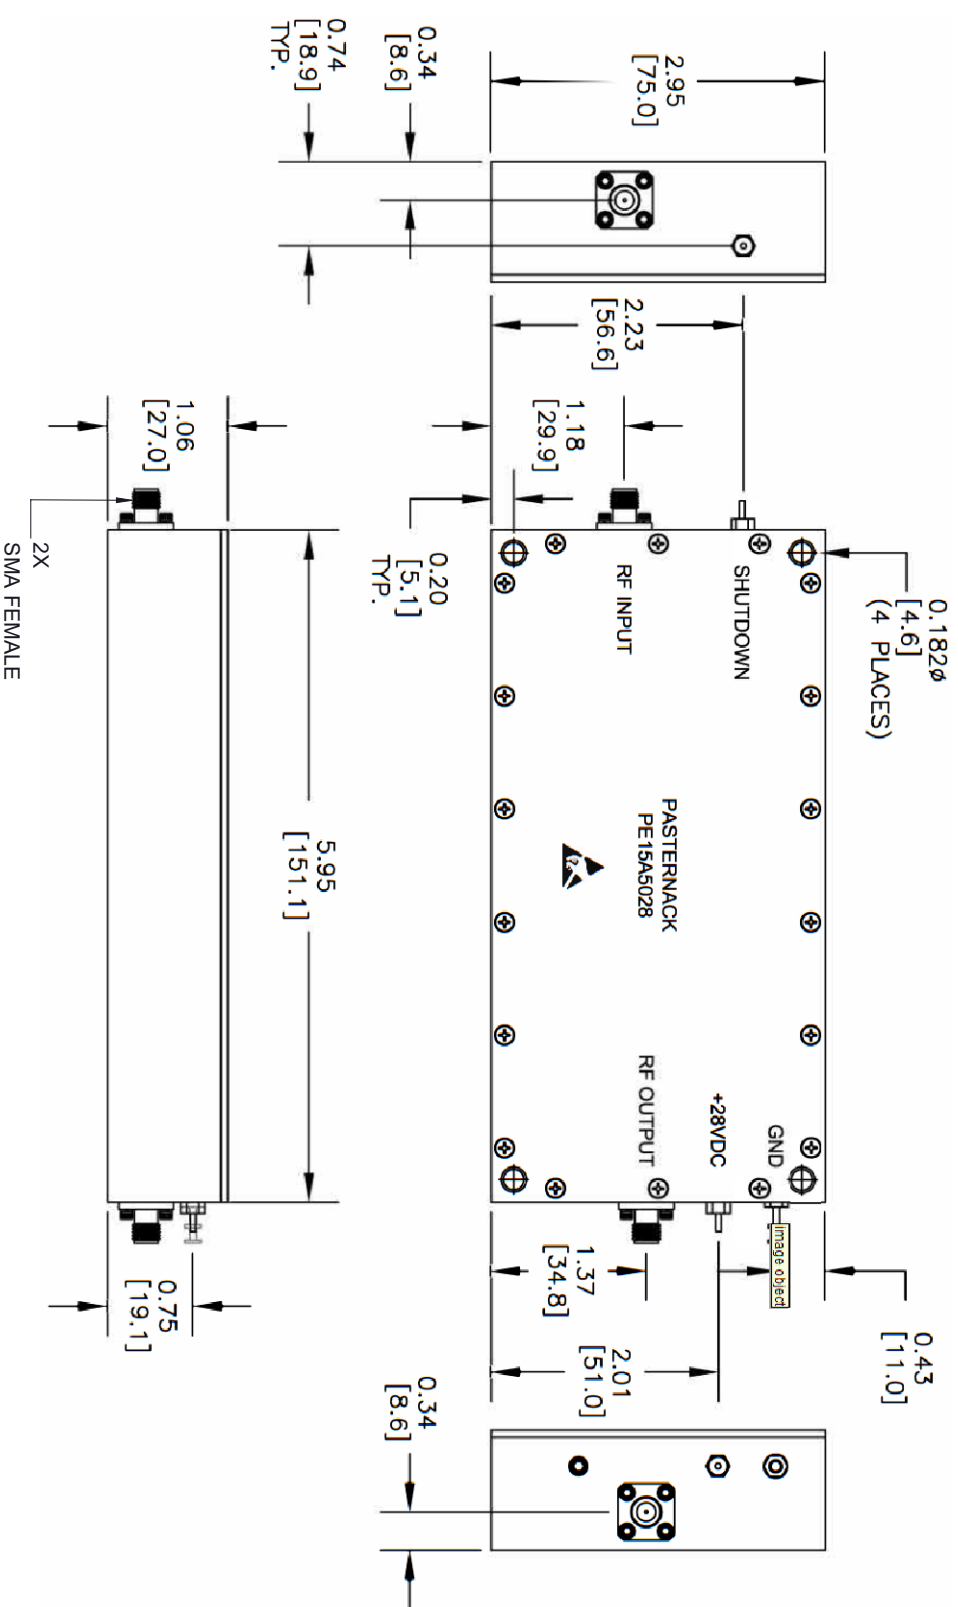 0.74
[18.9]
TYP.
0.34
[8.6]
2.95
[75.0]
2.23
[56.6]
1.18
[29.9]
0.20
[5.1]
TYP.
0.182ø
[4.6]
(4 PLACES)
1.06
[27.0]
2X
SMA FEMALE
SHUTDOWN
RF INPUT
PASTERNACK
PE15A5028
5.95
[151.1]
GND
+28VDC
RF OUTPUT
image object
0.43
[11.0]
1.37
[34.8]
2.01
[51.0]
0.75
[19.1]
0.34
[8.6]